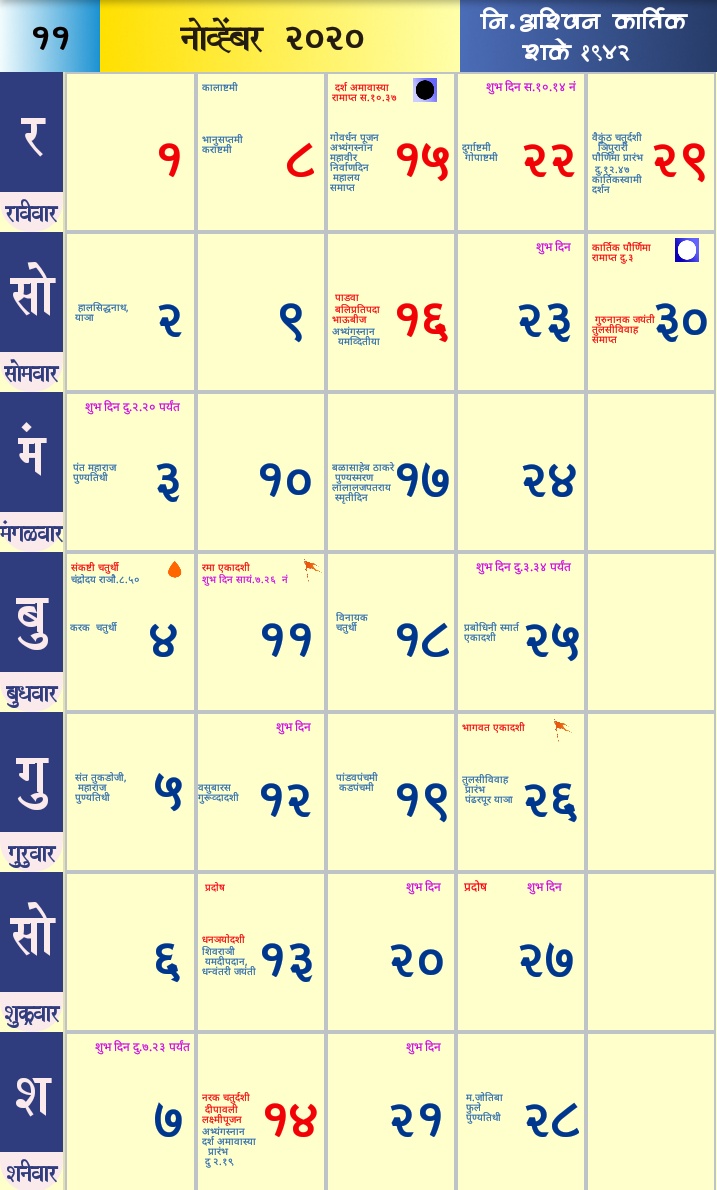 ११
नोव्हेंबर २०२०
नि.अश्विन कार्तिक
शके १९४२
र
रविवार
१
कालाष्टमी
भानुसप्तमी
कराष्टमी
८
दर्श अमावास्या
रामाप्त स.१०.३७
गोवर्धन पूजन
अभ्यंगस्नान
महावीर
निर्वाणदिन
महालय
समाप्त
१५
शुभ दिन स.१०.१४ नं
दुर्गाष्टमी
गोपाष्टमी
२२
वैकुंठ चतुर्दशी
त्रिपुरारी
पौर्णिमा प्रारंभ
दु.१२.४७
कार्तिकस्वामी
दर्शन
२९
सो
सोमवार
हालसिद्धनाथ,
याञा
२
९
पाडवा
बलिप्रतिपदा
भाऊबीज
अभ्यंगस्नान
यमव्दितीया
१६
शुभ दिन
२३
कार्तिक पौर्णिमा
रामाप्त दु.३
गुरुनानक जयंती
तुलसीविवाह
समाप्त
३०
मं
मंगळवार
शुभ दिन दु.२.२० पर्यंत
पंत महाराज
पुण्यतिथी
३
१०
बळासाहेब ठाकरे
पुण्यस्मरण
लालालजपतराय
स्मृतीदिन
१७
२४
बु
बुधवार
संकष्टी चतुर्थी
चंद्रोदय राञौ.८.५०
करक चतुर्थी
४
रमा एकादशी
शुभ दिन सायं.७.२६ नं
११
विनायक
चतुर्थी
१८
शुभ दिन दु.३.३४ पर्यंत
प्रबोधिनी स्मार्त
एकादशी
२५
गु
गुरुवार
संत तुकडोजी,
महाराज
पुण्यतिथी
५
शुभ दिन
वसुबारस
गुरूव्दादशी
१२
पांडवपंचमी
कडपंचमी
१९
भागवत एकादशी
तुलसीविवाह
प्रारंभ
पंढरपूर याञा
२६
सो
शुक्रवार
६
प्रदोष
धनञयोदशी
शिवराञी
यमदीपदान,
धन्वंतरी जयंती
१३
शुभ दिन
२०
प्रदोष शुभ दिन
२७
श
शनिवार
शुभ दिन दु.७.२३ पर्यंत
७
नरक चतुर्दशी
दीपावली
लक्ष्मीपूजन
अभ्यंगस्नान
दर्श अमावास्या
प्रारंभ
दु २.१९
१४
शुभ दिन
२१
म.जोतिबा
फुले
पुण्यतिथी
२८